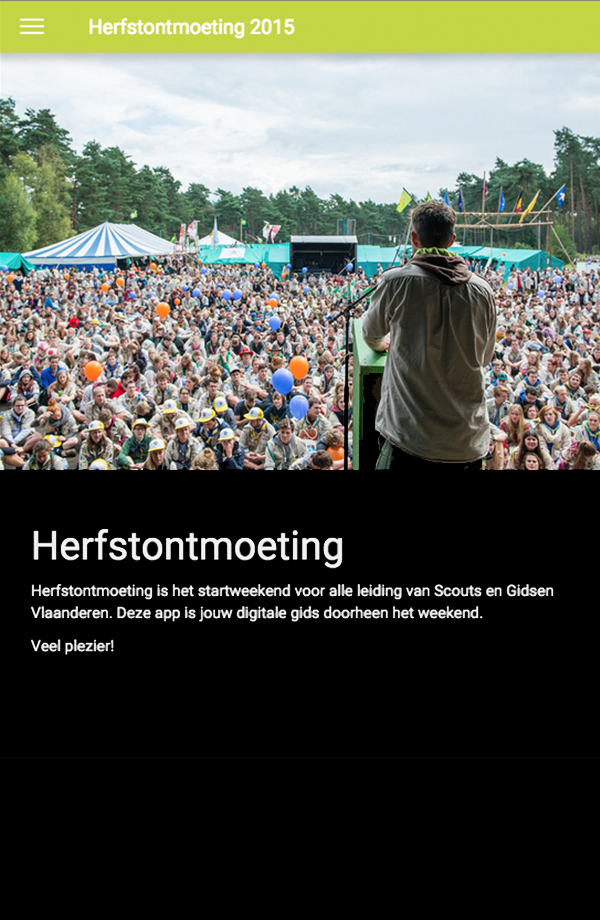 Herfstontmoeting 2015
Herfstontmoeting
Herfstontmoeting is het startweekend voor alle leiding van Scouts en Gidsen
Vlaanderen. Deze app is jouw digitale gids doorheen het weekend.
Veel plezier!